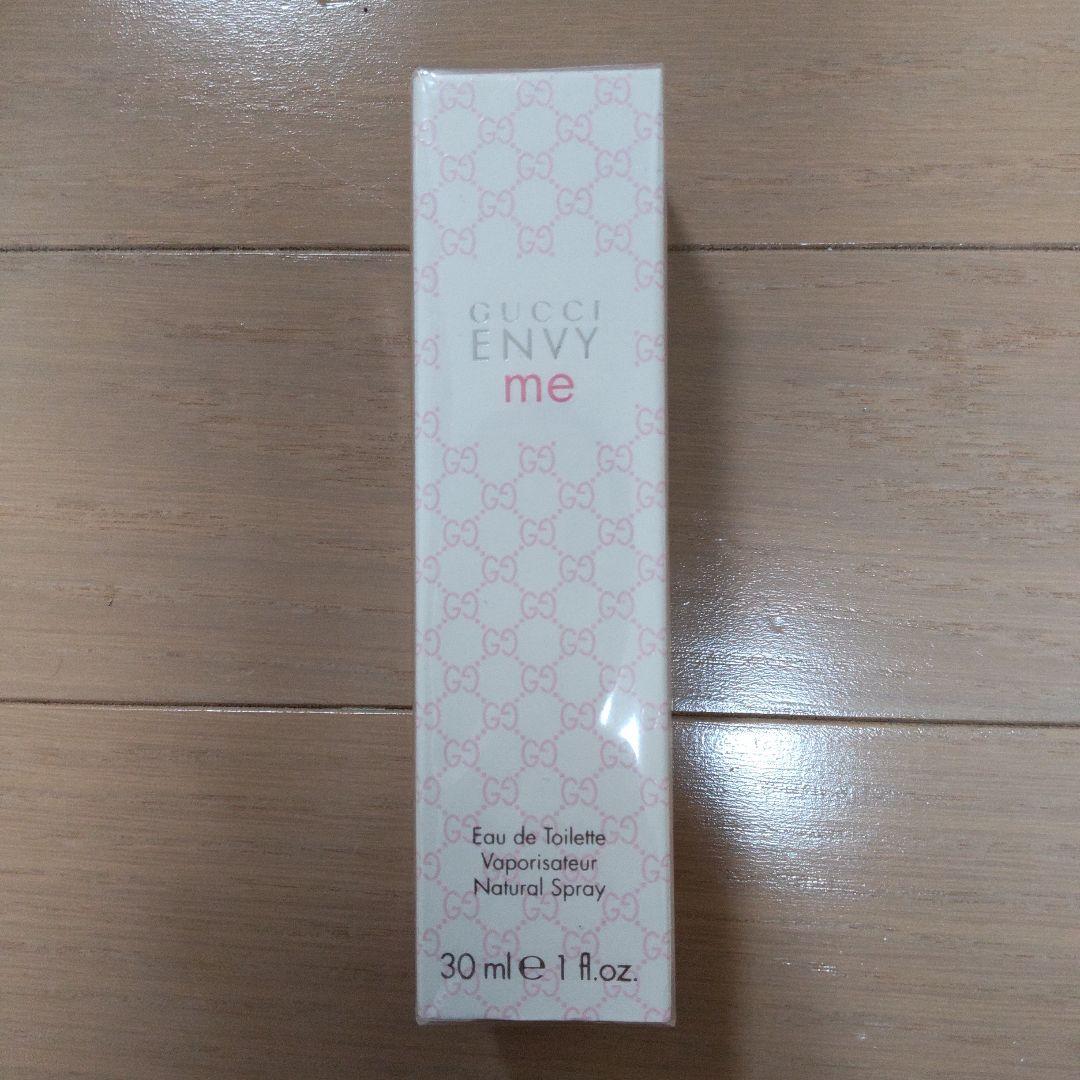 GUCCI
ENVY
me
Eau de Toilette
Vaporisateur
Natural Spray
30 ml ℮ 1 fl.oz.